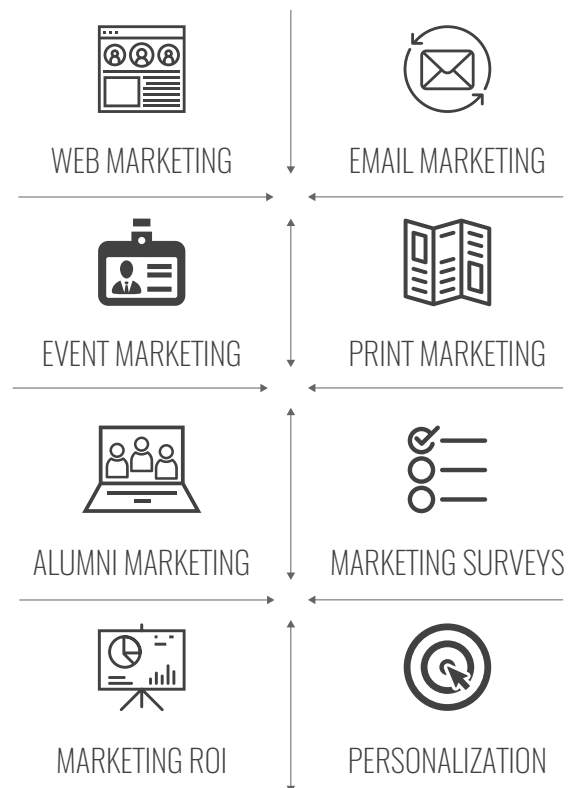 WEB MARKETING
EMAIL MARKETING
EVENT MARKETING
PRINT MARKETING
ALUMNI MARKETING
MARKETING SURVEYS
MARKETING ROI
PERSONALIZATION